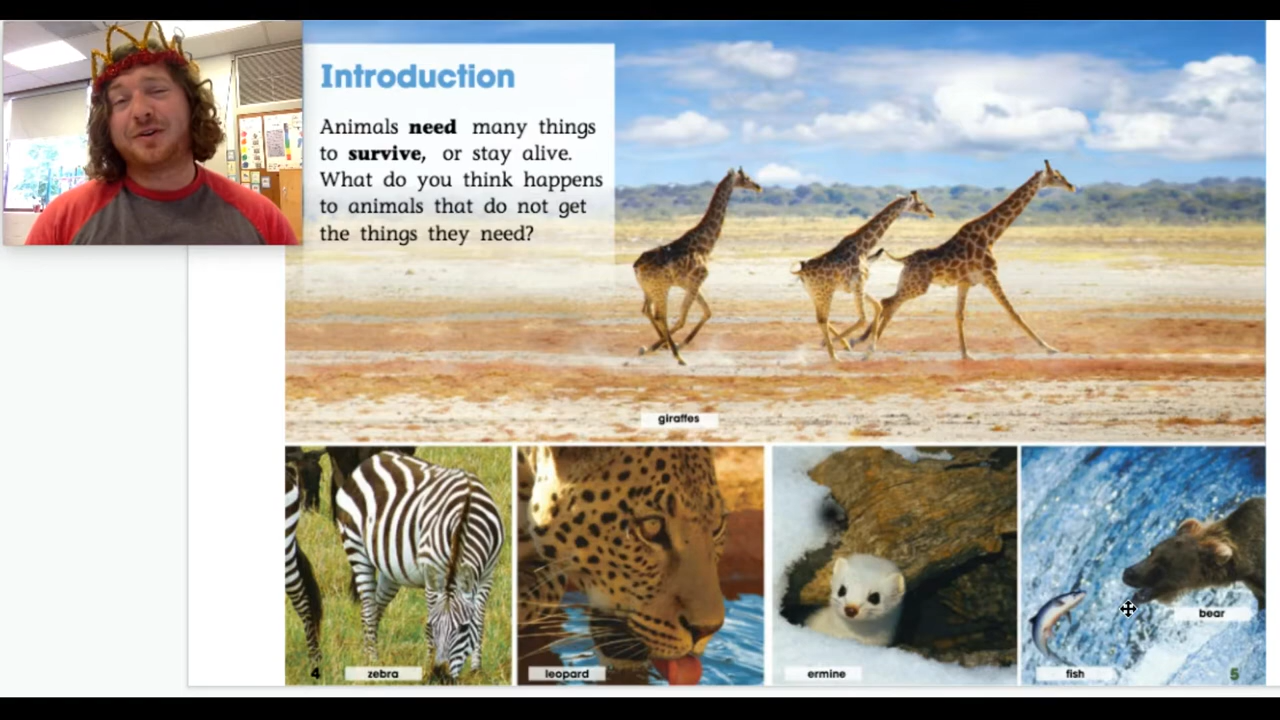 Introduction
Animals need many things
to survive, or stay alive.
What do you think happens
to animals that do not get
the things they need?
giraffes
4
zebra
leopard
ermine
fish
bear
5